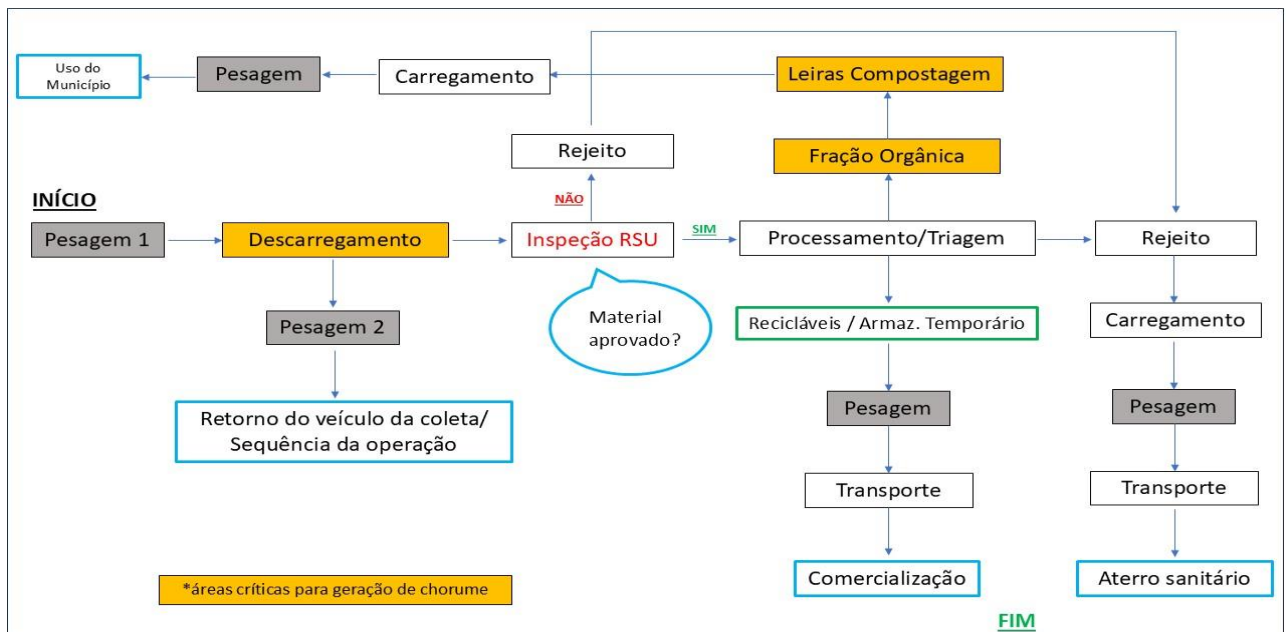 Uso do
Município
Pesagem
Carregamento
Leiras Compostagem
Rejeito
Fração Orgânica
INÍCIO
NÃO
Pesagem 1
Descarregamento
Inspeção RSU
SIM
Processamento/Triagem
Rejeito
Pesagem 2
Material
aprovado?
Recicláveis / Armaz. Temporário
Carregamento
Retorno do veículo da coleta/
Sequência da operação
Pesagem
Pesagem
Transporte
Transporte
*áreas críticas para geração de chorume
Comercialização
Aterro sanitário
FIM